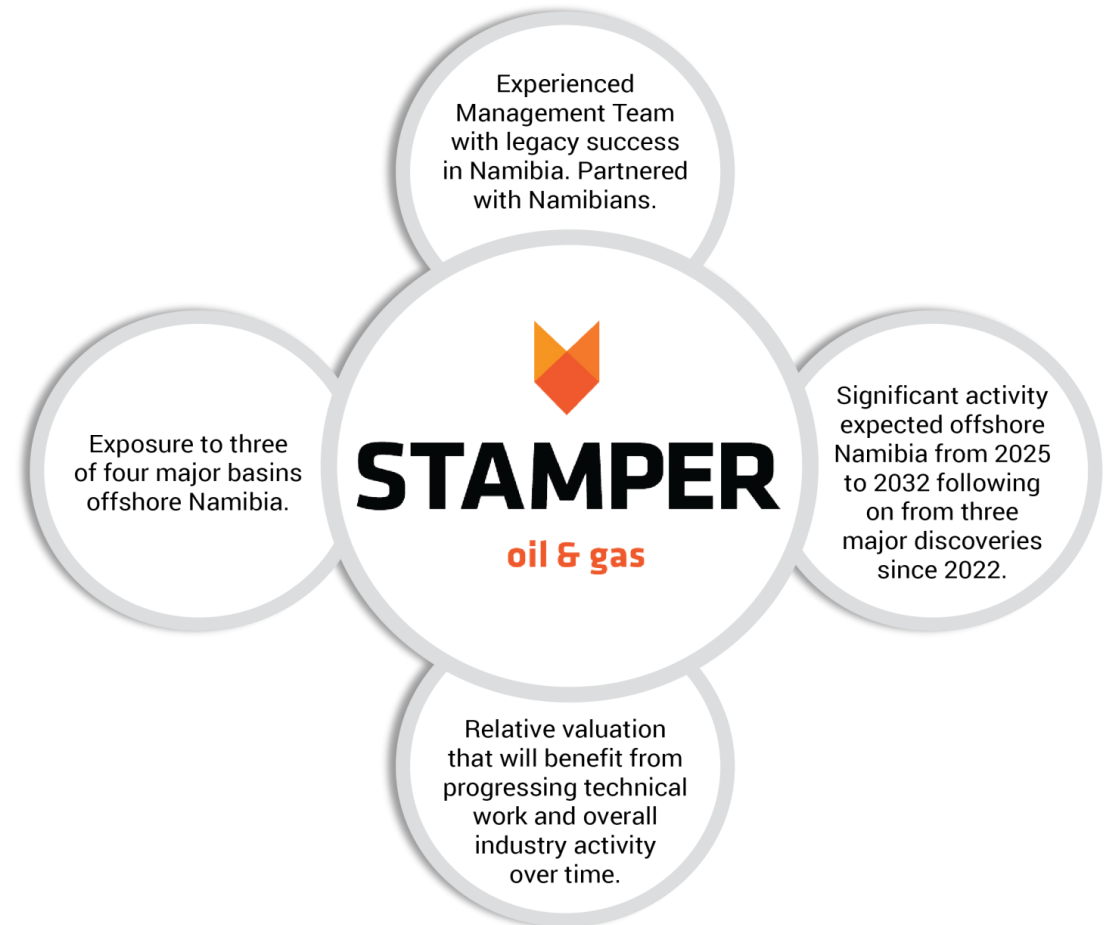 Experienced
Management Team
with legacy success
in Namibia. Partnered
with Namibians.
Exposure to three
of four major basins
offshore Namibia.
STAMPER
oil & gas
Significant activity
expected offshore
Namibia from 2025
to 2032 following
on from three
major discoveries
since 2022.
Relative valuation
that will benefit from
progressing technical
work and overall
industry activity
over time.